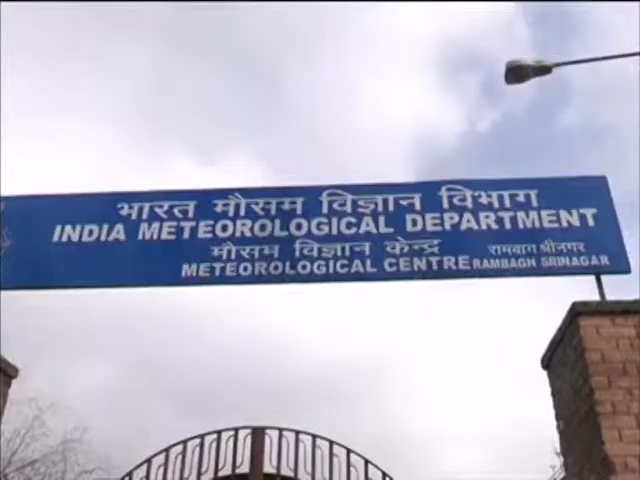 भारत मौसम विज्ञान विभाग
INDIA METEOROLOGICAL DEPARTMENT
मौसम विज्ञान केन्द्र रामबाग श्रीनगर
METEOROLOGICAL CENTRE RAMBAGH SRINAGAR